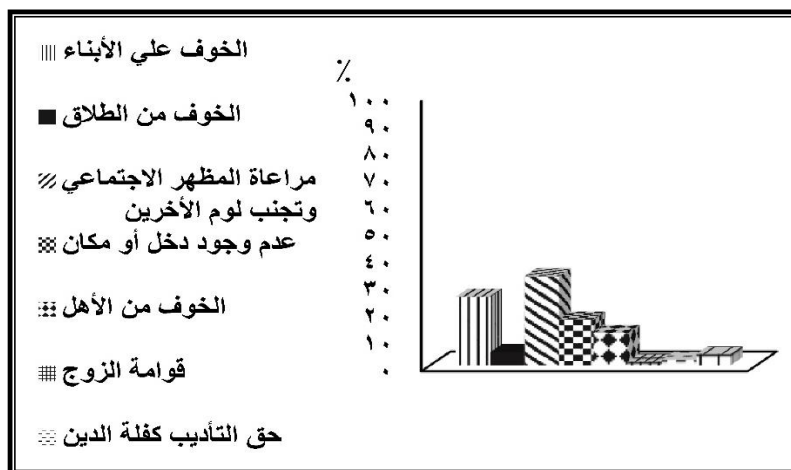 الخوف علي الأبناء
الخوف من الطلاق
مراعاة المظهر الاجتماعي
وتجنب لوم الأخرين
عدم وجود دخل أو مكان
الخوف من الأهل
قوامة الزوج
حق التأديب كفلة الدين
٪
١٠٠
٩٠
٨٠
٧٠
٦٠
٥٠
٤٠
٣٠
٢٠
١٠
٠